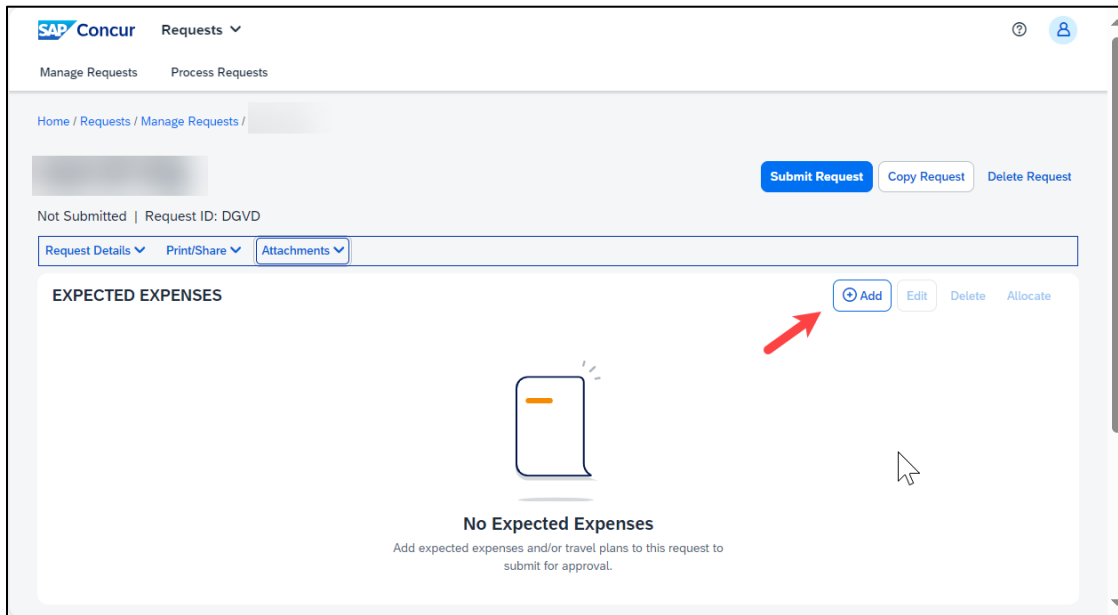 SAP Concur Requests
Manage Requests Process Requests
Home / Requests / Manage Requests /
Submit Request Copy Request Delete Request
Not Submitted | Request ID: DGVD
Request Details Print/Share Attachments
EXPECTED EXPENSES
Add Edit Delete Allocate
No Expected Expenses
Add expected expenses and/or travel plans to this request to
submit for approval.